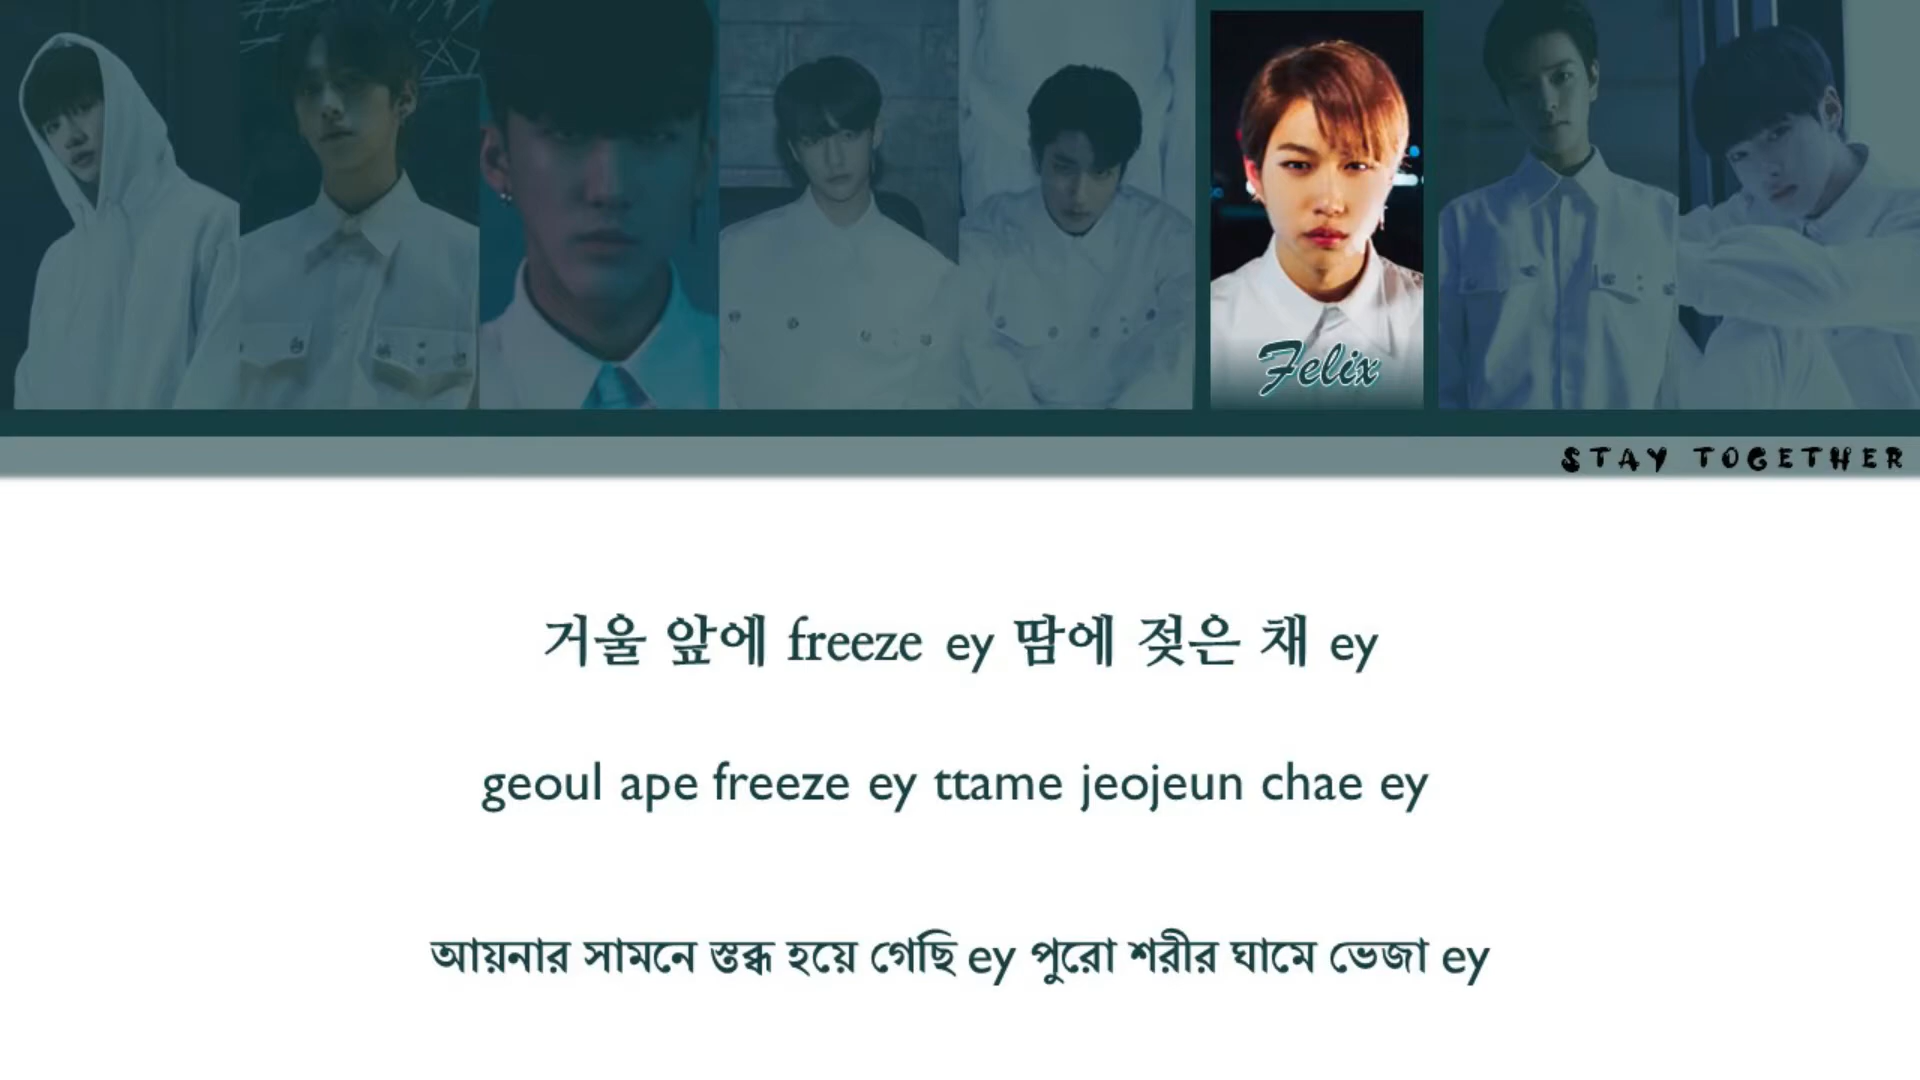 Felix
STAY TOGETHER
거울 앞에 freeze ey 땀에 젖은 채 ey
geoul ape freeze ey ttame jeojeun chae ey
আয়নার সামনে স্তব্ধ হয়ে গেছি ey পুরো শরীর ঘামে ভেজা ey